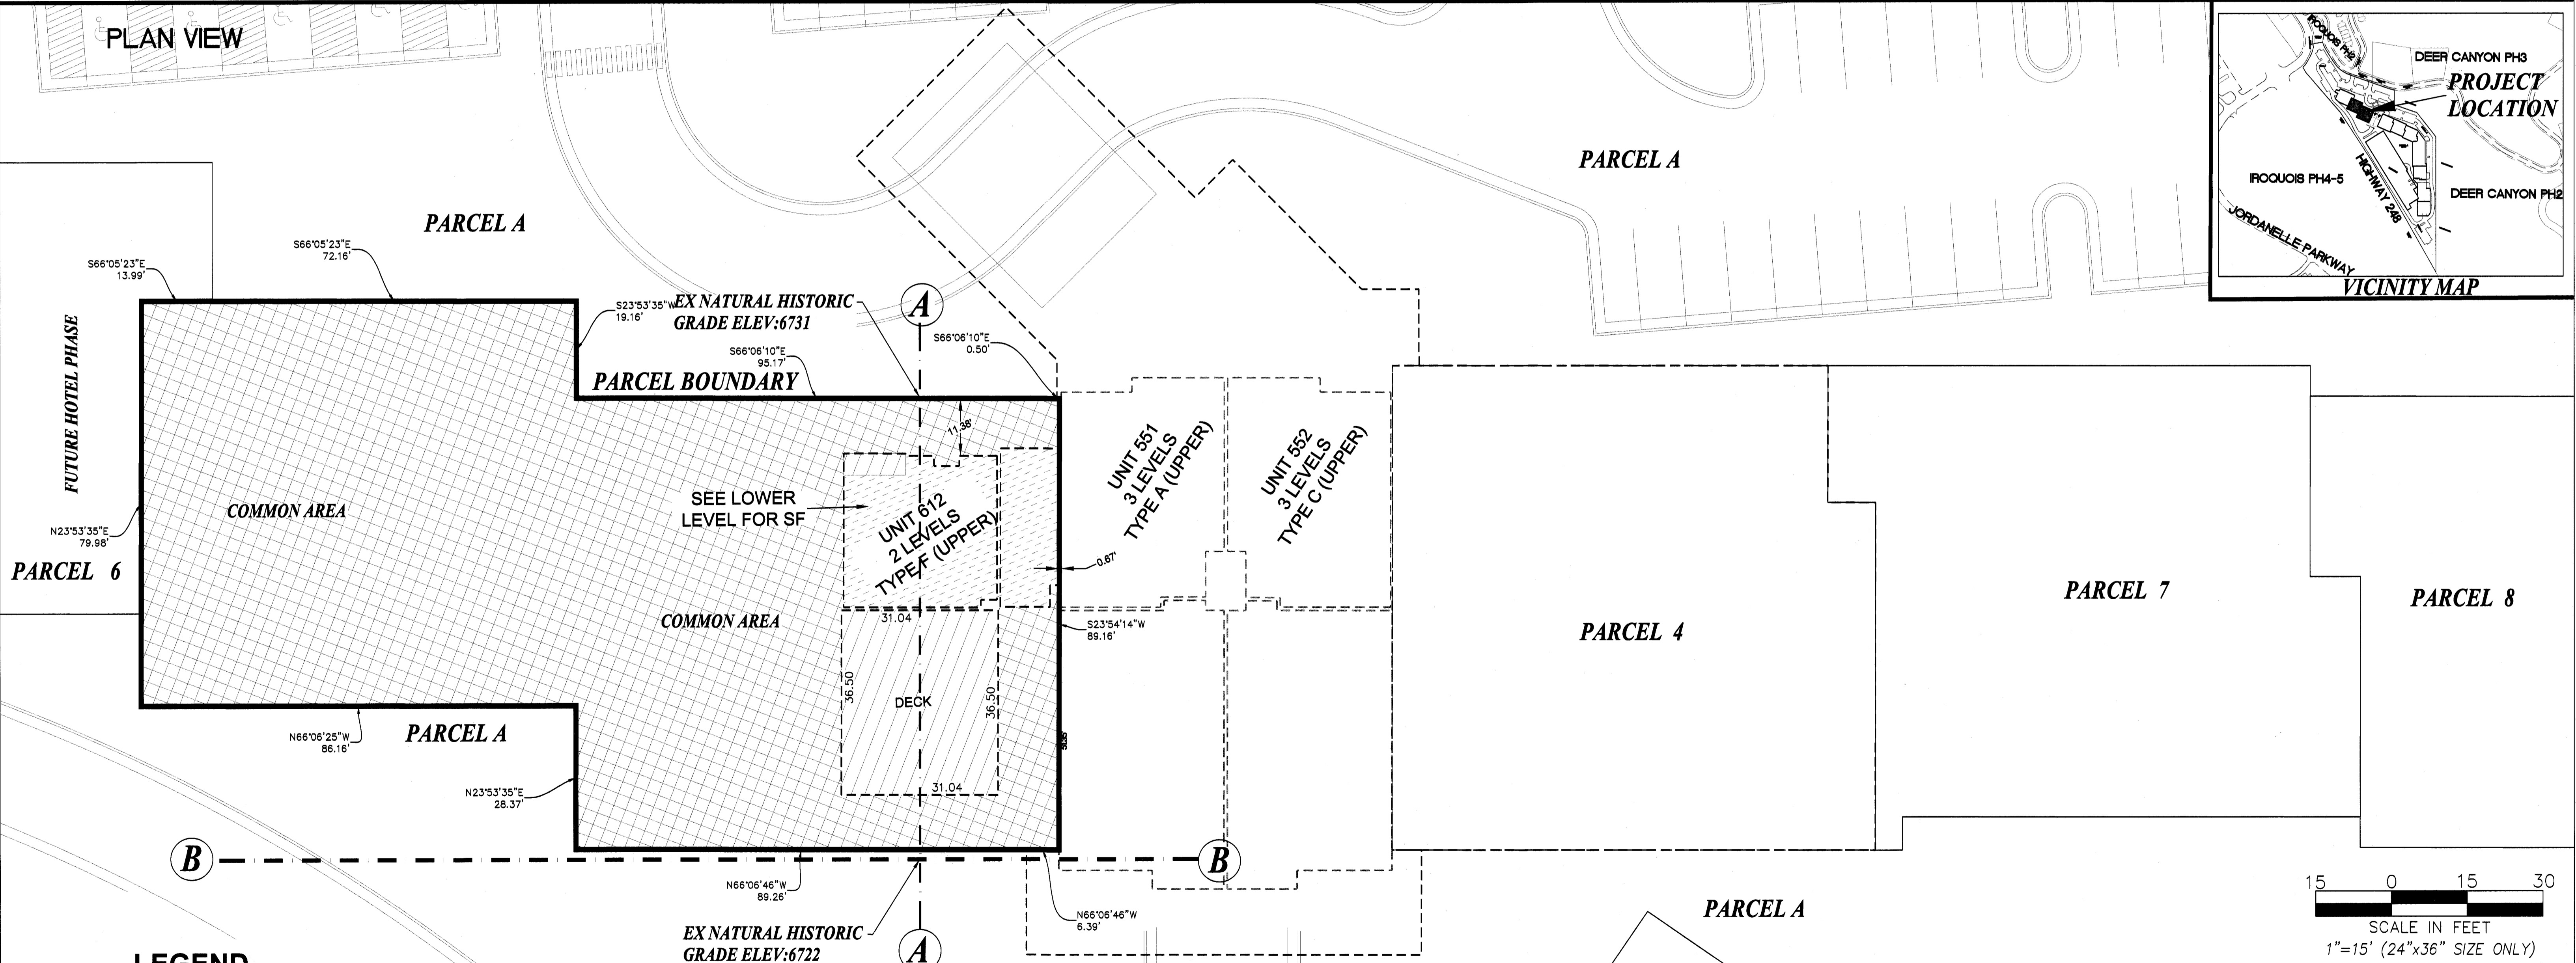 PLAN VIEW
IROQUOIS PH3
DEER CANYON PH3
PROJECT
LOCATION
IROQUOIS PH4-5
HIGHWAY 248
DEER CANYON PH2
JORDANELLE PARKWAY
VICINITY MAP
PARCEL A
PARCEL A
S66°05'23"E
72.16'
S66°05'23"E
13.99'
S23°53'35"W
19.16'
EX NATURAL HISTORIC
GRADE ELEV:6731
A
S66°06'10"E
0.50'
S66°06'10"E
95.17'
PARCEL BOUNDARY
11.38'
FUTURE HOTEL PHASE
COMMON AREA
SEE LOWER
LEVEL FOR SF
UNIT 612
2 LEVELS
TYPE F (UPPER)
UNIT 551
3 LEVELS
TYPE A (UPPER)
UNIT 552
3 LEVELS
TYPE C (UPPER)
0.67'
N23°53'35"E
79.98'
PARCEL 6
COMMON AREA
31.04
S23°54'14"W
89.16'
PARCEL 4
PARCEL 7
PARCEL 8
36.50
DECK
36.50
31.04
N66°06'25"W
86.16'
PARCEL A
N23°53'35"E
28.37'
B
B
N66°06'46"W
89.26'
N66°06'46"W
6.39'
EX NATURAL HISTORIC
GRADE ELEV:6722
A
PARCEL A
15 0 15 30
SCALE IN FEET
1"=15' (24"x36" SIZE ONLY)
LEGEND